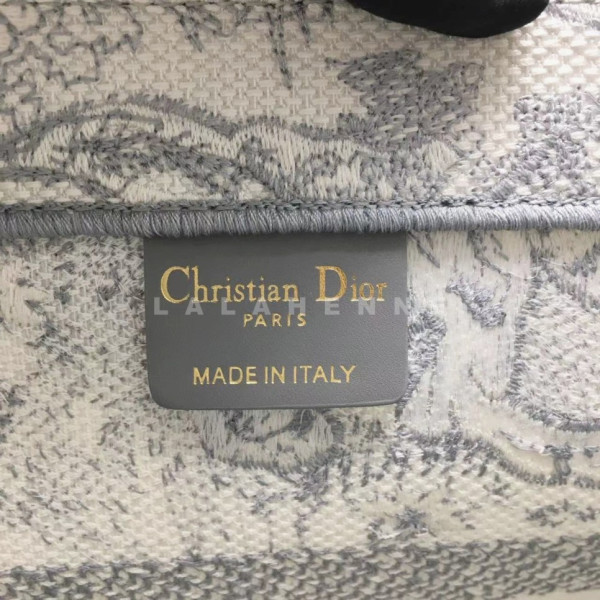 Christian Dior
LALAHENN
PARIS
MADE IN ITALY